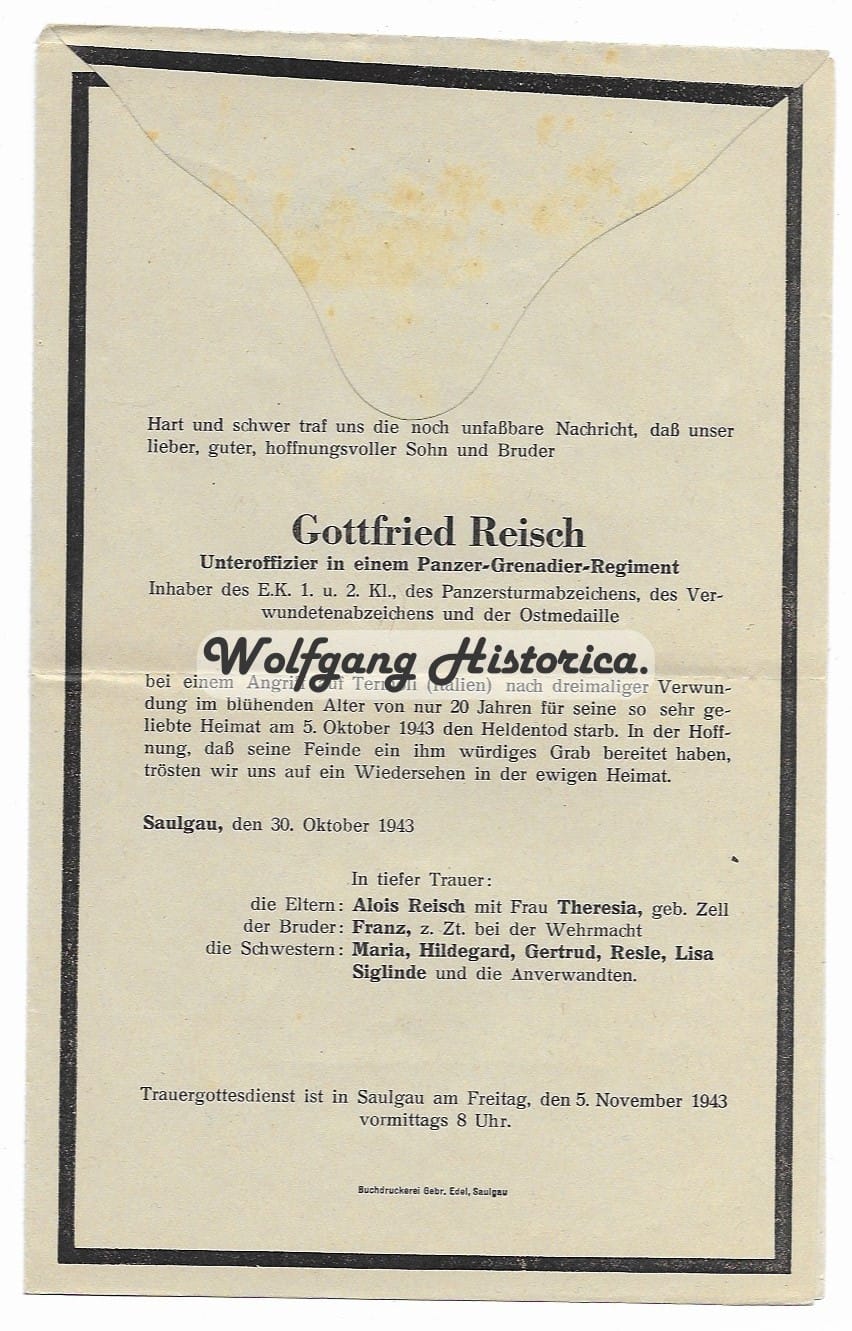 Hart und schwer traf uns die noch unfaßbare Nachricht, daß unser
lieber, guter, hoffnungsvoller Sohn und Bruder
Gottfried Reisch
Unteroffizier in einem Panzer-Grenadier-Regiment
Inhaber des E.K. 1. u. 2. Kl., des Panzersturmabzeichens, des Ver-
wundetenabzeichens und der Ostmedaille
Wolfgang Historica.
bei einem Angriff auf Termoli (Italien) nach dreimaliger Verwun-
dung im blühenden Alter von nur 20 Jahren für seine so sehr ge-
liebte Heimat am 5. Oktober 1943 den Heldentod starb. In der Hoff-
nung, daß seine Feinde ein ihm würdiges Grab bereitet haben,
trösten wir uns auf ein Wiedersehen in der ewigen Heimat.
Saulgau, den 30. Oktober 1943
In tiefer Trauer:
die Eltern: Alois Reisch mit Frau Theresia, geb. Zell
der Bruder: Franz, z. Zt. bei der Wehrmacht
die Schwestern: Maria, Hildegard, Gertrud, Resle, Lisa
Siglinde und die Anverwandten.
Trauergottesdienst ist in Saulgau am Freitag, den 5. November 1943
vormittags 8 Uhr.
Buchdruckerei Gebr. Edel, Saulgau